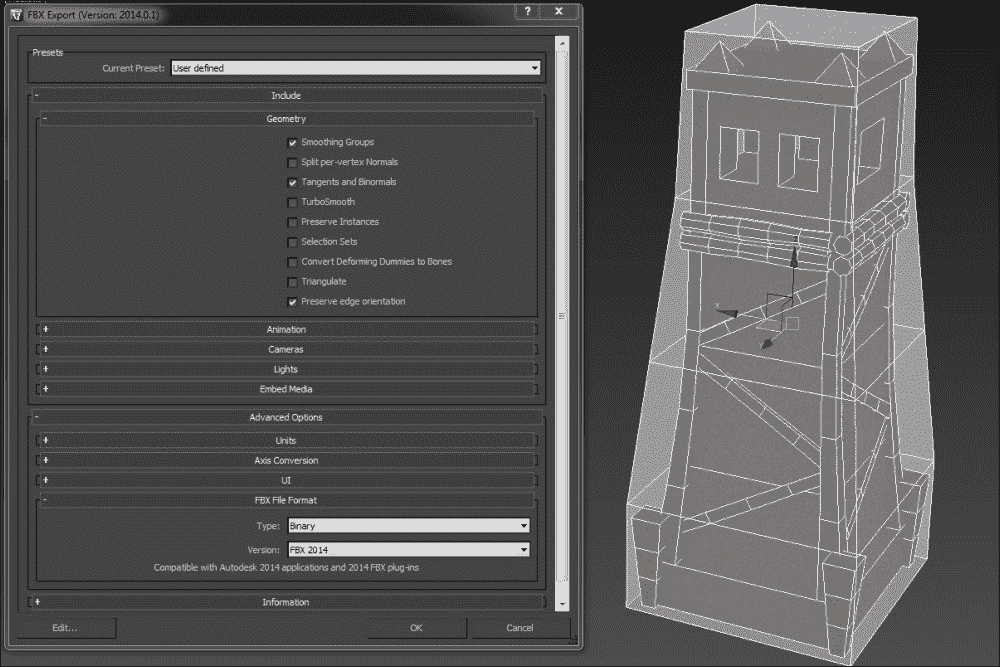 FBX Export (Version: 2014.0.1)
Presets
Current Preset: User defined
- Include
- Geometry
Smoothing Groups
Split per-vertex Normals
Tangents and Binormals
TurboSmooth
Preserve Instances
Selection Sets
Convert Deforming Dummies to Bones
Triangulate
Preserve edge orientation
+ Animation
+ Cameras
+ Lights
+ Embed Media
- Advanced Options
+ Units
+ Axis Conversion
+ UI
- FBX File Format
Type: Binary
Version: FBX 2014
Compatible with Autodesk 2014 applications and 2014 FBX plug-ins
+ Information
Edit...
OK
Cancel
x